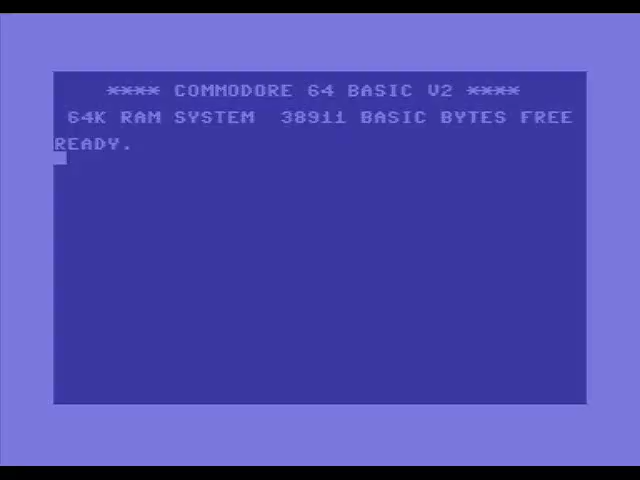 **** COMMODORE 64 BASIC V2 ****
64K RAM SYSTEM  38911 BASIC BYTES FREE
READY.